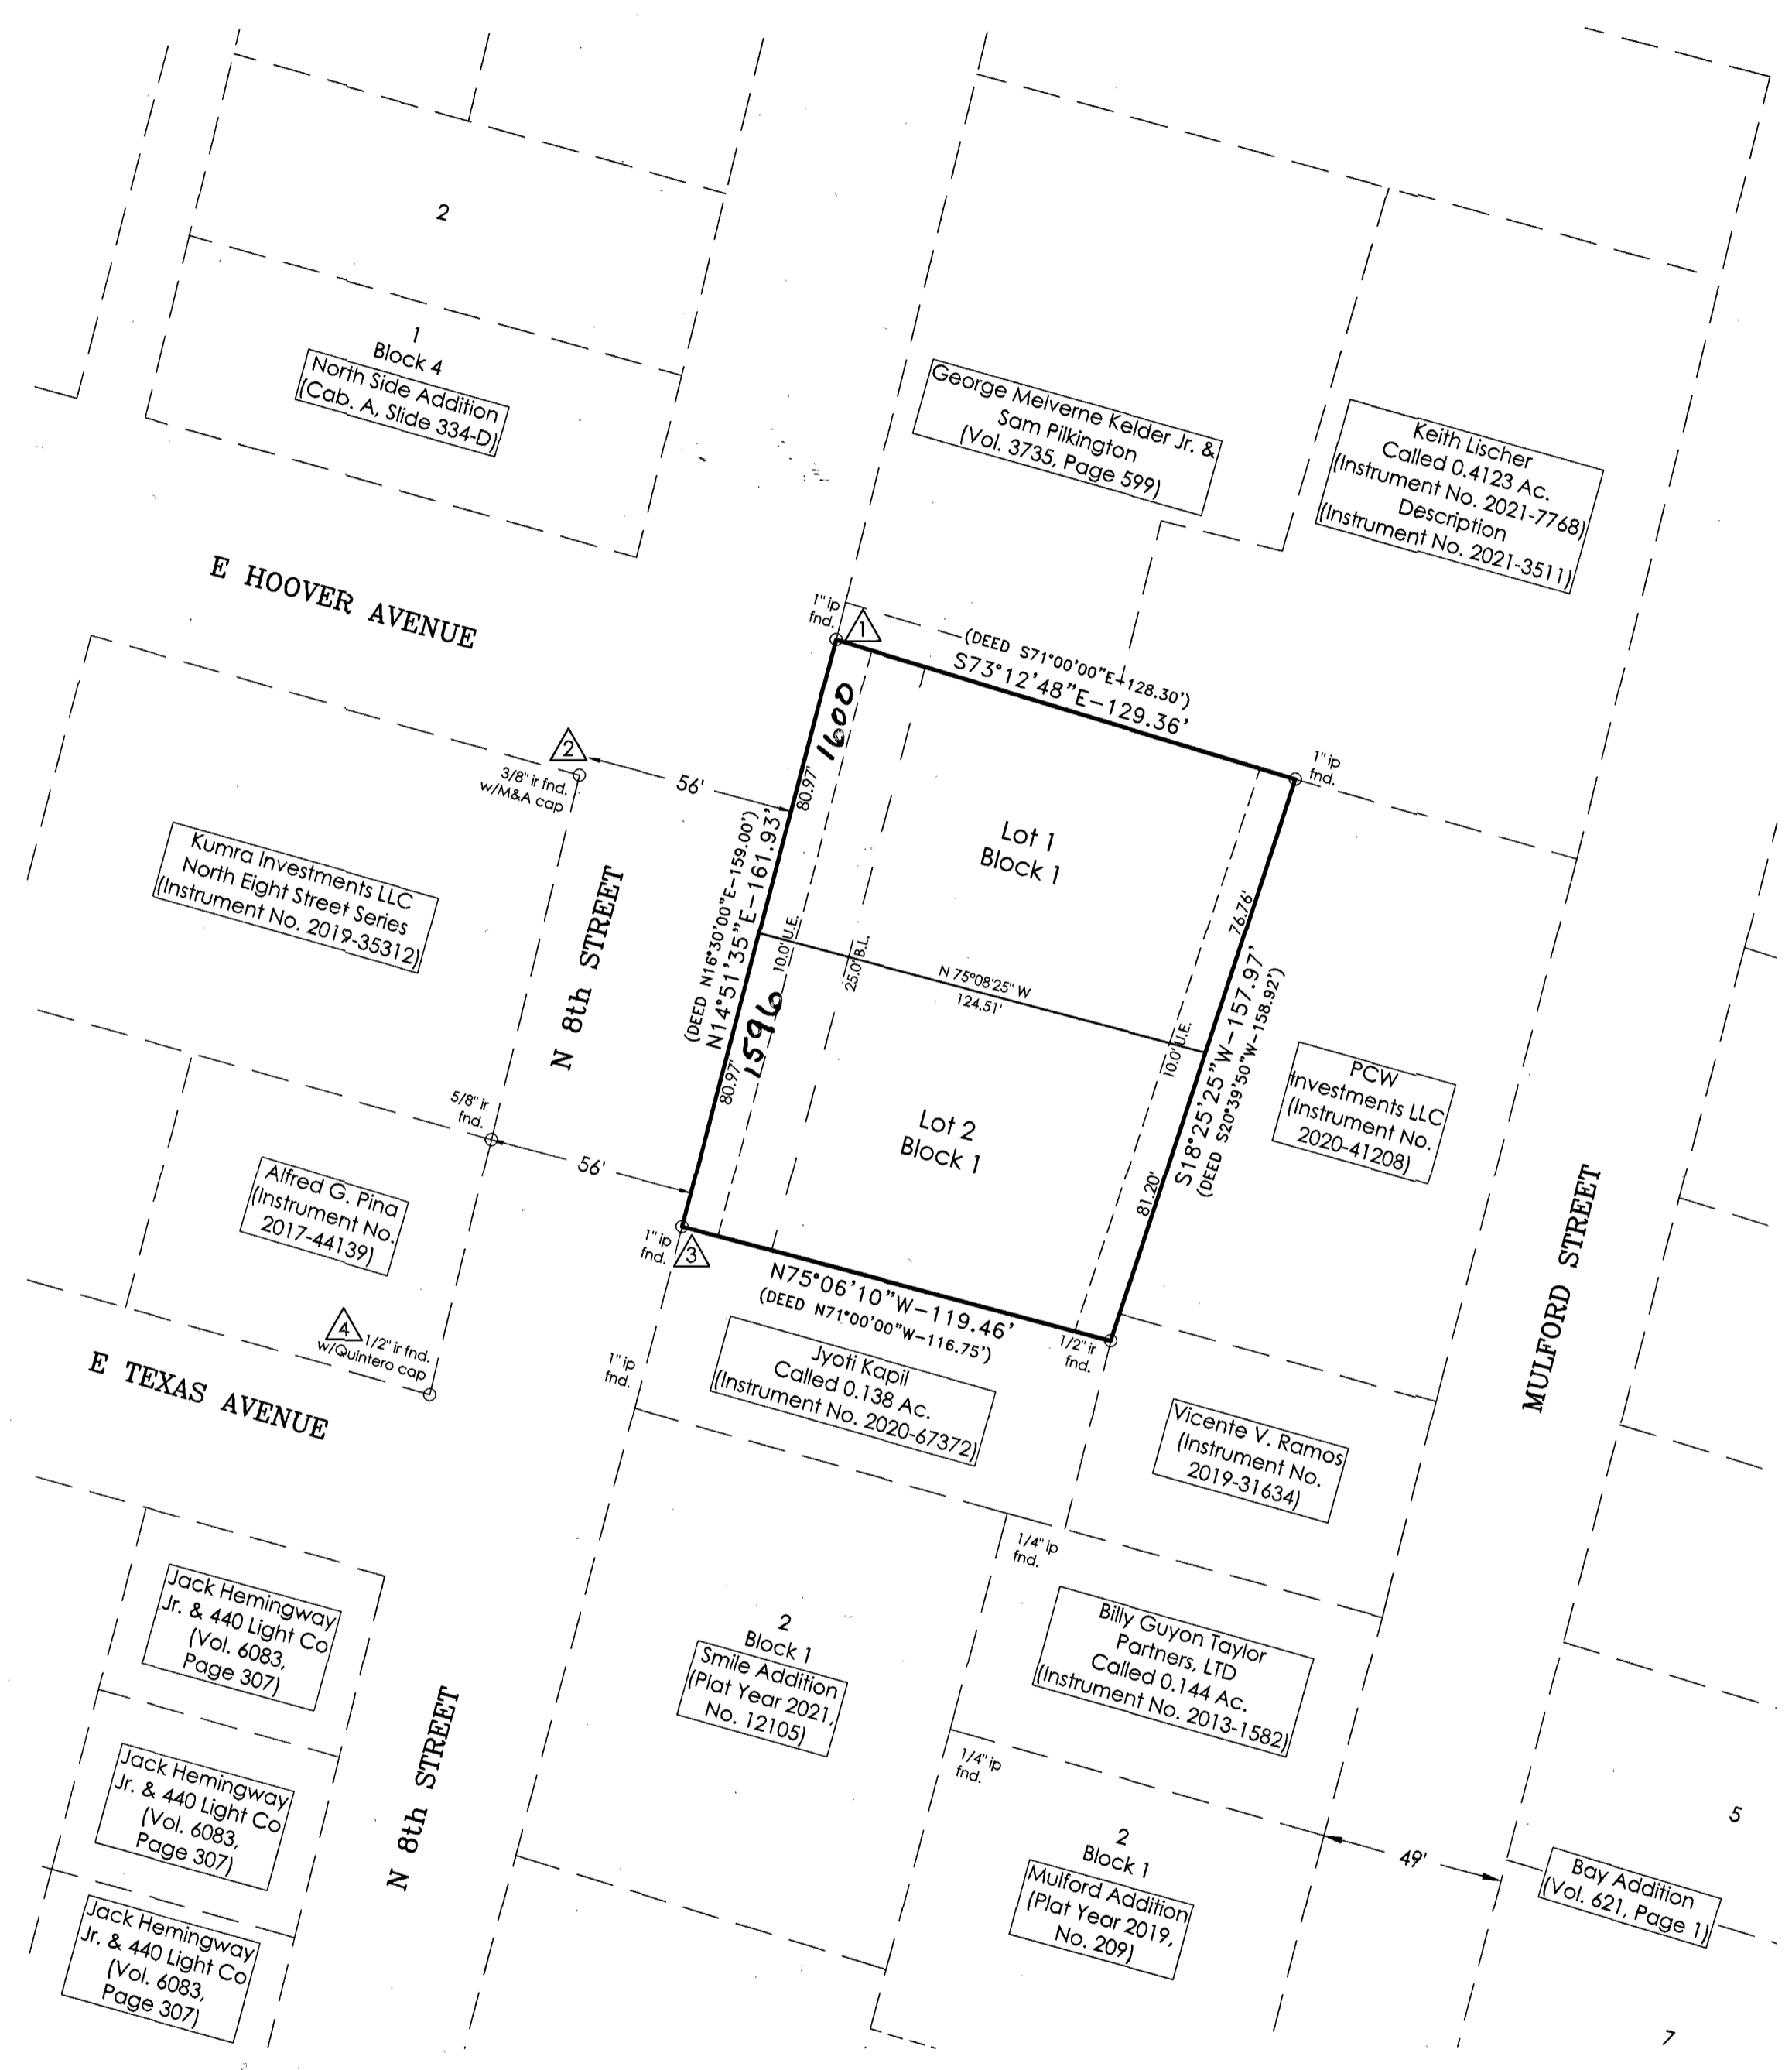 2
1
Block 4
North Side Addition
(Cab. A, Slide 334-D)
George Melverne Kelder Jr. &
Sam Pilkington
(Vol. 3735, Page 599)
Keith Lischer
Called 0.4123 Ac.
(Instrument No. 2021-7768)
Description
(Instrument No. 2021-3511)
E HOOVER AVENUE
1" ip
fnd.
1
(DEED S71°00'00"E-128.30')
S73°12'48"E-129.36'
1" ip
fnd.
2
3/8" ir fnd.
w/M&A cap
56'
1600
80.97'
(DEED N16°30'00"E-159.00')
N14°51'35"E-161.93'
Lot 1
Block 1
76.76'
Kumra Investments LLC
North Eight Street Series
(Instrument No. 2019-35312)
N 8th STREET
10.0' U.E.
25.0' B.L.
N 75°08'25" W
124.51'
1596
80.97'
10.0' U.E.
S18°25'25"W-157.97'
(DEED S20°39'50"W-158.92')
81.20'
PCW
Investments LLC
(Instrument No.
2020-41208)
Lot 2
Block 1
5/8" ir
fnd.
56'
Alfred G. Pina
(Instrument No.
2017-44139)
1" ip
fnd.
3
N75°06'10"W-119.46'
(DEED N71°00'00"W-116.75')
1/2" ir
fnd.
MULFORD STREET
4
1/2" ir fnd.
w/Quintero cap
E TEXAS AVENUE
1" ip
fnd.
Jyoti Kapil
Called 0.138 Ac.
(Instrument No. 2020-67372)
Vicente V. Ramos
(Instrument No.
2019-31634)
1/4" ip
fnd.
Jack Hemingway
Jr. & 440 Light Co
(Vol. 6083,
Page 307)
2
Block 1
Smile Addition
(Plat Year 2021,
No. 12105)
Billy Guyon Taylor
Partners, LTD
Called 0.144 Ac.
(Instrument No. 2013-1582)
N 8th STREET
1/4" ip
fnd.
Jack Hemingway
Jr. & 440 Light Co
(Vol. 6083,
Page 307)
2
Block 1
Mulford Addition
(Plat Year 2019,
No. 209)
49'
5
Bay Addition
(Vol. 621, Page 1)
Jack Hemingway
Jr. & 440 Light Co
(Vol. 6083,
Page 307)
7